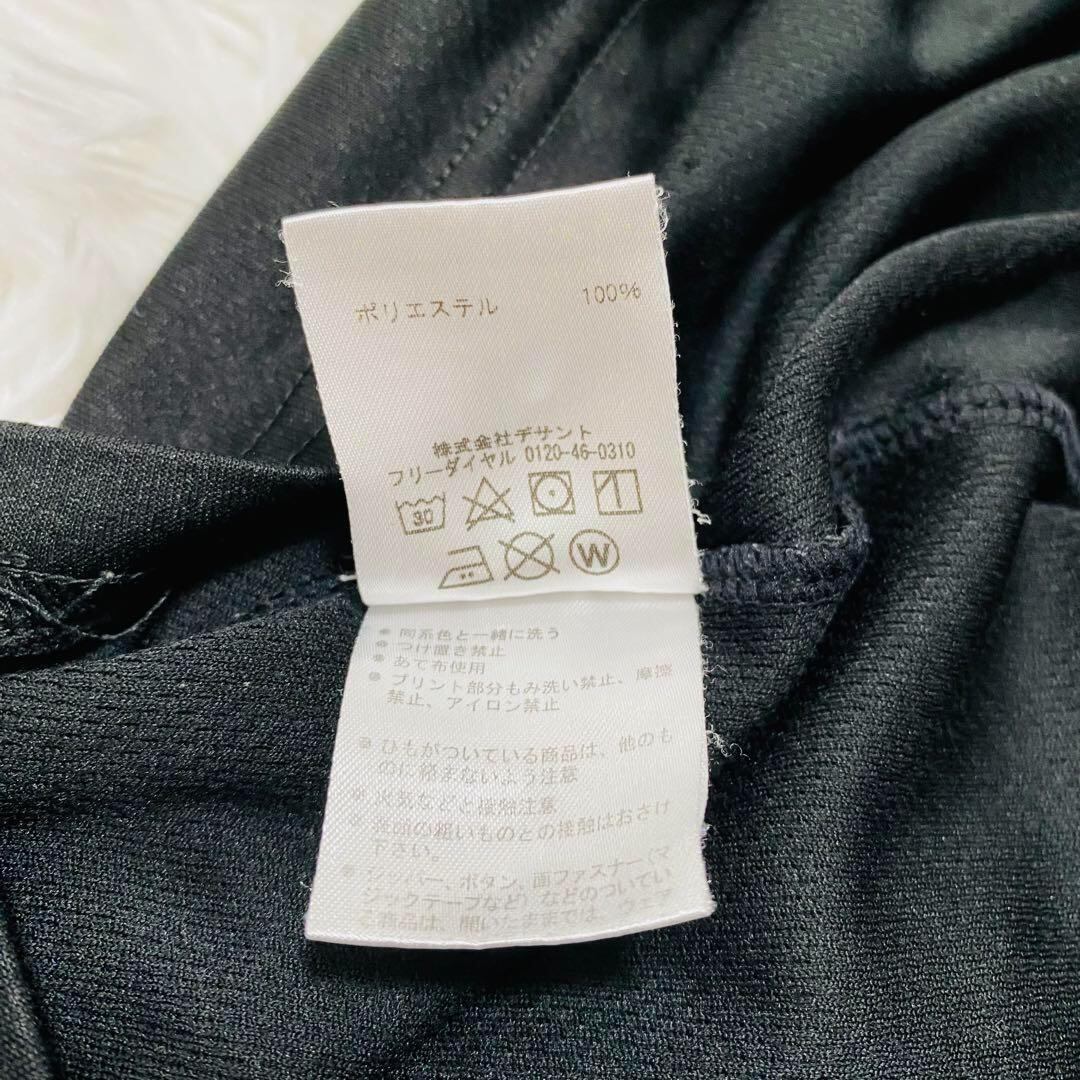 ポリエステル 100%
株式会社デサント
フリーダイヤル 0120-46-0310
30
W
同系色と一緒に洗う
つけ置き禁止
あて布使用
プリント部分もみ洗い禁止、摩擦
禁止、アイロン禁止
ひもがついている商品は、他のも
のに絡まないよう注意
火気などと接触注意
表面の粗いものとの接触はおさけ
下さい。
ジッパー、ボタン、面ファスナー(マ
ジックテープなど)などのついてい
る商品は、開いたままでは、ウェア